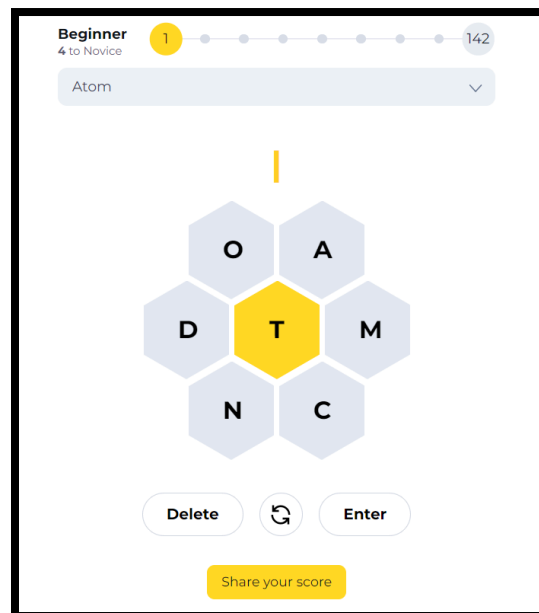 Beginner
4 to Novice
1
142
Atom
O A
D T M
N C
Delete Enter
Share your score